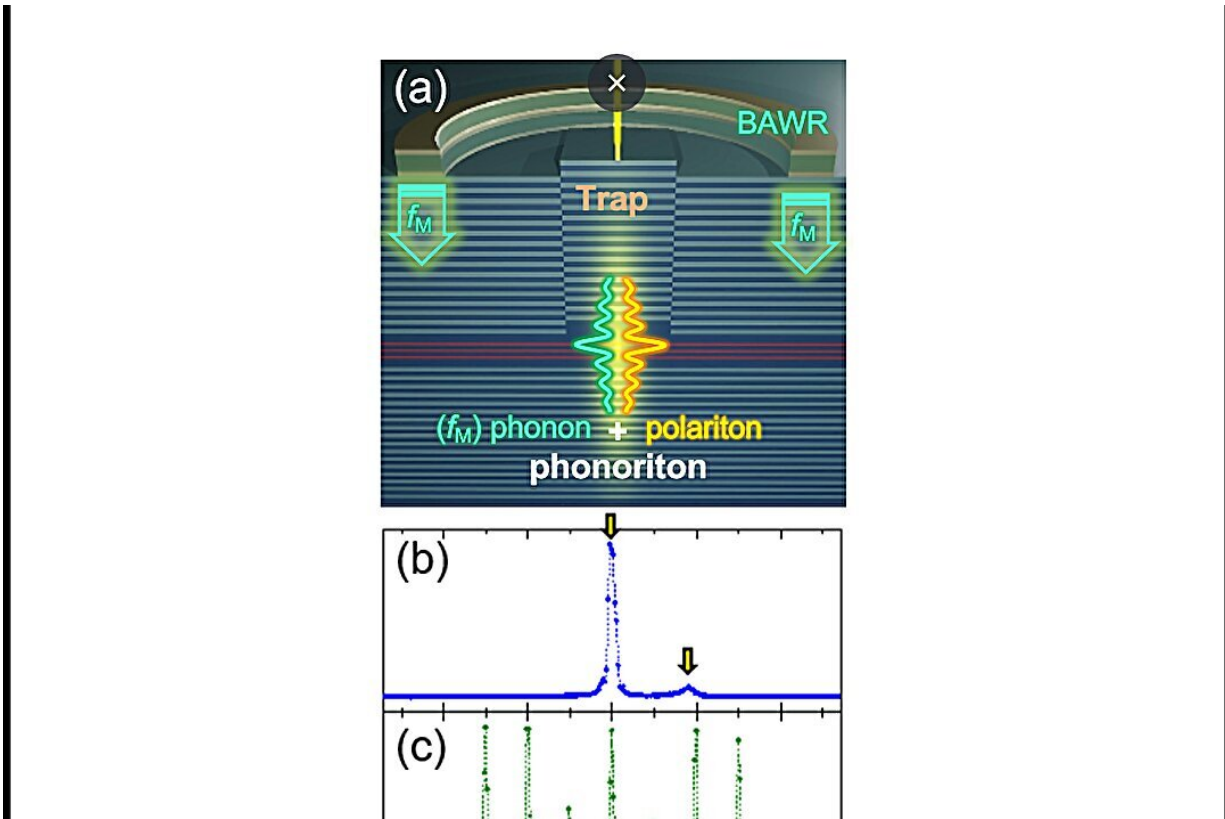 (a)
×
BAWR
Trap
fM
fM
(fM) phonon + polariton
phonoriton
(b)
(c)